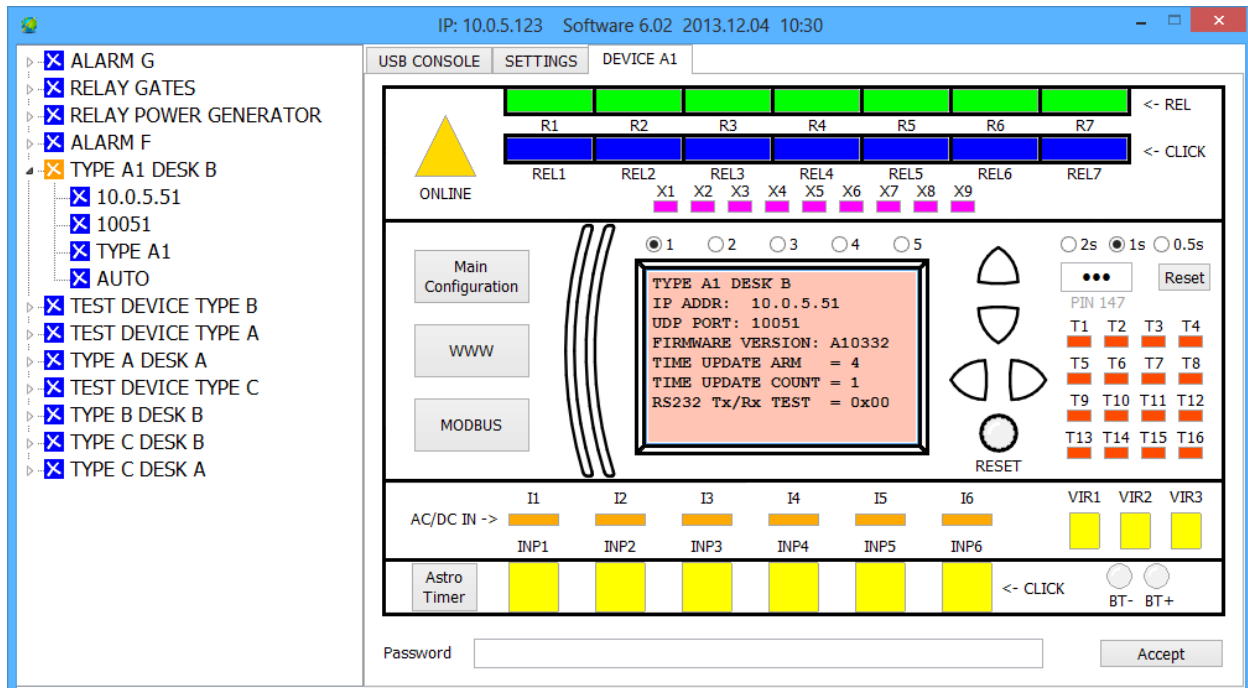 IP: 10.0.5.123 Software 6.02 2013.12.04 10:30
ALARM G
RELAY GATES
RELAY POWER GENERATOR
ALARM F
TYPE A1 DESK B
10.0.5.51
10051
TYPE A1
AUTO
TEST DEVICE TYPE B
TEST DEVICE TYPE A
TYPE A DESK A
TEST DEVICE TYPE C
TYPE B DESK B
TYPE C DESK B
TYPE C DESK A
USB CONSOLE SETTINGS DEVICE A1
<- REL
R1 R2 R3 R4 R5 R6 R7
<- CLICK
REL1 REL2 REL3 REL4 REL5 REL6 REL7
ONLINE
X1 X2 X3 X4 X5 X6 X7 X8 X9
Main
Configuration
WWW
MODBUS
1 2 3 4 5
TYPE A1 DESK B
IP ADDR: 10.0.5.51
UDP PORT: 10051
FIRMWARE VERSION: A10332
TIME UPDATE ARM = 4
TIME UPDATE COUNT = 1
RS232 Tx/Rx TEST = 0x00
RESET
2s 1s 0.5s
Reset
PIN 147
T1 T2 T3 T4
T5 T6 T7 T8
T9 T10 T11 T12
T13 T14 T15 T16
I1 I2 I3 I4 I5 I6
AC/DC IN ->
INP1 INP2 INP3 INP4 INP5 INP6
VIR1 VIR2 VIR3
Astro
Timer
<- CLICK
BT- BT+
Password
Accept